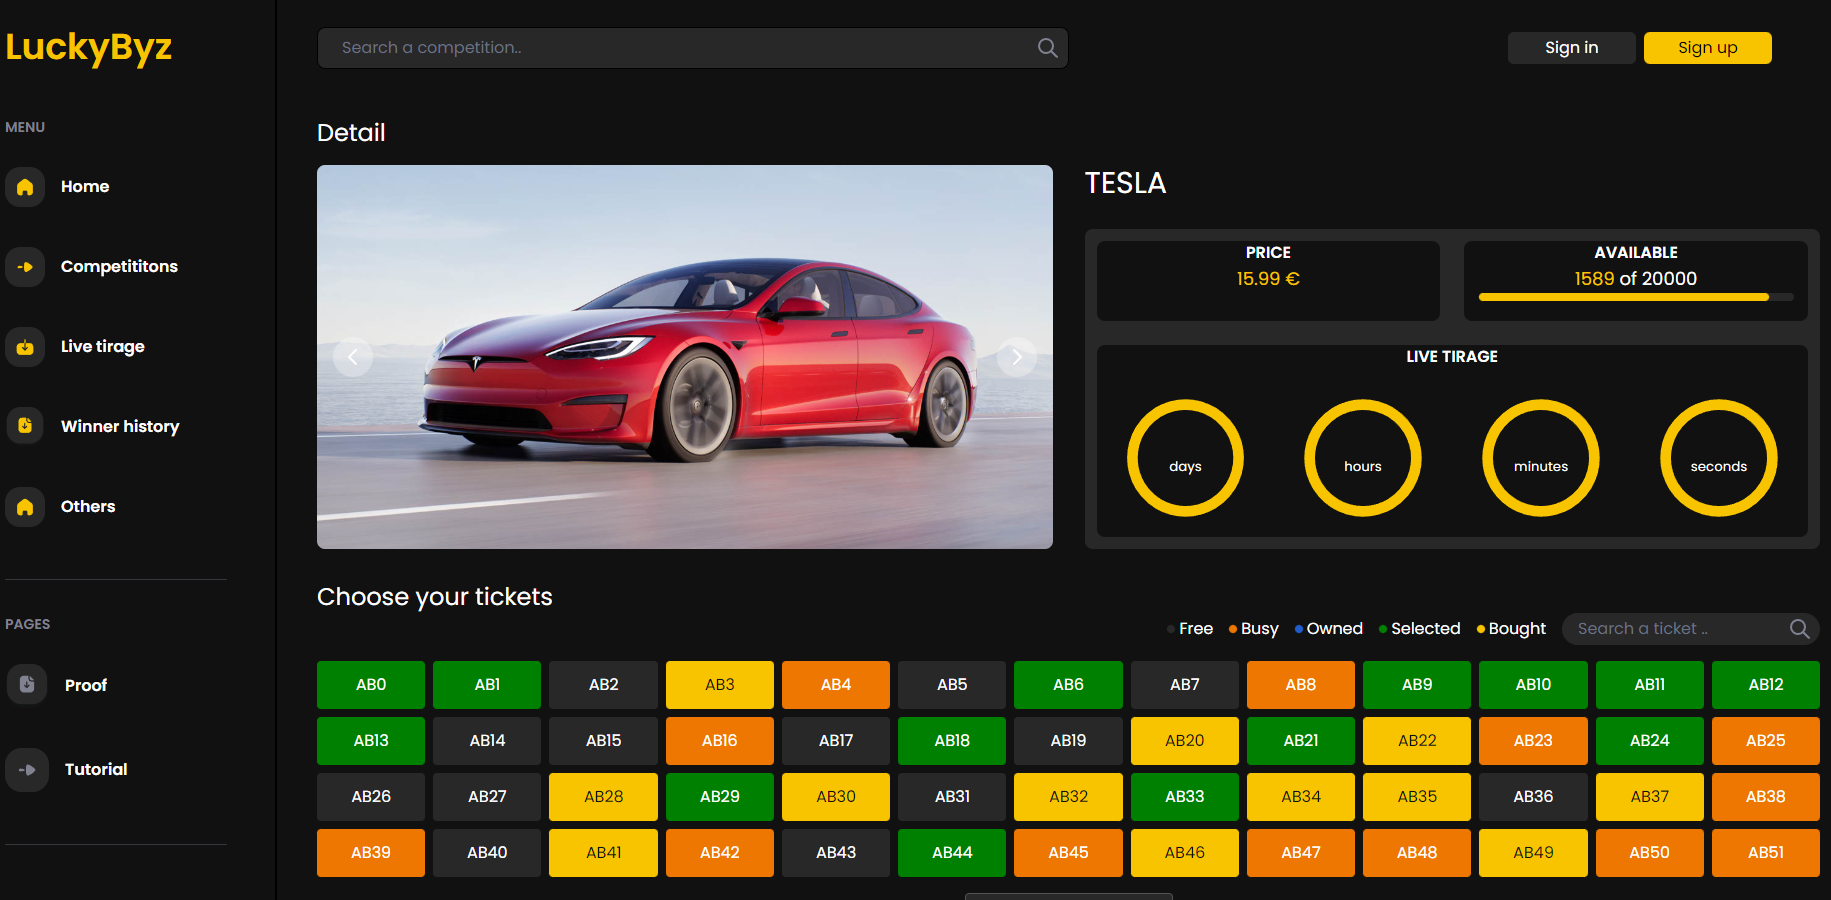 LuckyByz
Search a competition..
Sign in
Sign up
MENU
Home
Competititons
Live tirage
Winner history
Others
PAGES
Proof
Tutorial
Detail
TESLA
PRICE
15.99 €
AVAILABLE
1589 of 20000
LIVE TIRAGE
days
hours
minutes
seconds
Choose your tickets
Free
Busy
Owned
Selected
Bought
Search a ticket ..
AB0 AB1 AB2 AB3 AB4 AB5 AB6 AB7 AB8 AB9 AB10 AB11 AB12
AB13 AB14 AB15 AB16 AB17 AB18 AB19 AB20 AB21 AB22 AB23 AB24 AB25
AB26 AB27 AB28 AB29 AB30 AB31 AB32 AB33 AB34 AB35 AB36 AB37 AB38
AB39 AB40 AB41 AB42 AB43 AB44 AB45 AB46 AB47 AB48 AB49 AB50 AB51